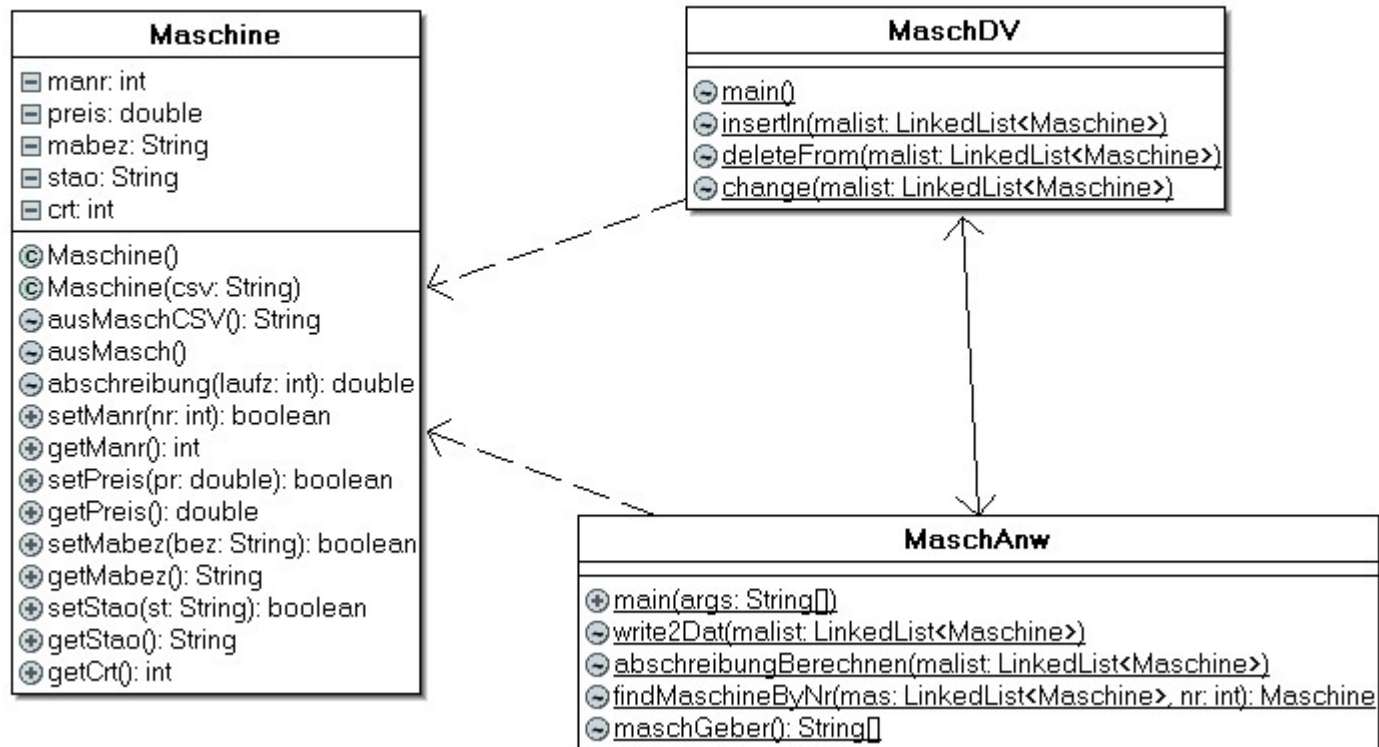 Maschine
manr: int
preis: double
mabez: String
stao: String
crt: int
Maschine()
Maschine(csv: String)
ausMaschCSV(): String
ausMasch()
abschreibung(laufz: int): double
setManr(nr: int): boolean
getManr(): int
setPreis(pr: double): boolean
getPreis(): double
setMabez(bez: String): boolean
getMabez(): String
setStao(st: String): boolean
getStao(): String
getCrt(): int
MaschDV
main()
insertIn(malist: LinkedList<Maschine>)
deleteFrom(malist: LinkedList<Maschine>)
change(malist: LinkedList<Maschine>)
MaschAnw
main(args: String[])
write2Dat(malist: LinkedList<Maschine>)
abschreibungBerechnen(malist: LinkedList<Maschine>)
findMaschineByNr(mas: LinkedList<Maschine>, nr: int): Maschine
maschGeber(): String[]